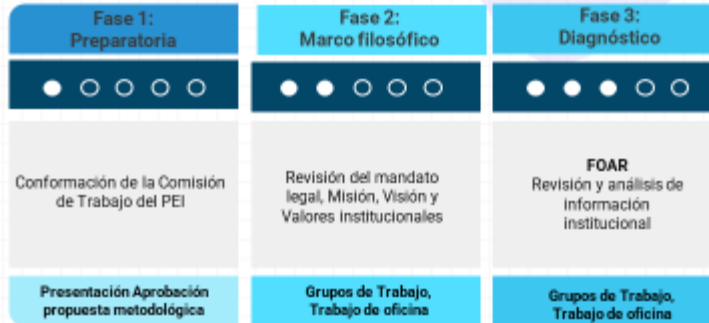 Fase 1:
Preparatoria
Conformación de la Comisión
de Trabajo del PEI
Presentación Aprobación
propuesta metodológica
Fase 2:
Marco filosófico
Revisión del mandato
legal, Misión, Visión y
Valores institucionales
Grupos de Trabajo,
Trabajo de oficina
Fase 3:
Diagnóstico
FOAR
Revisión y análisis de
información
institucional
Grupos de Trabajo,
Trabajo de oficina